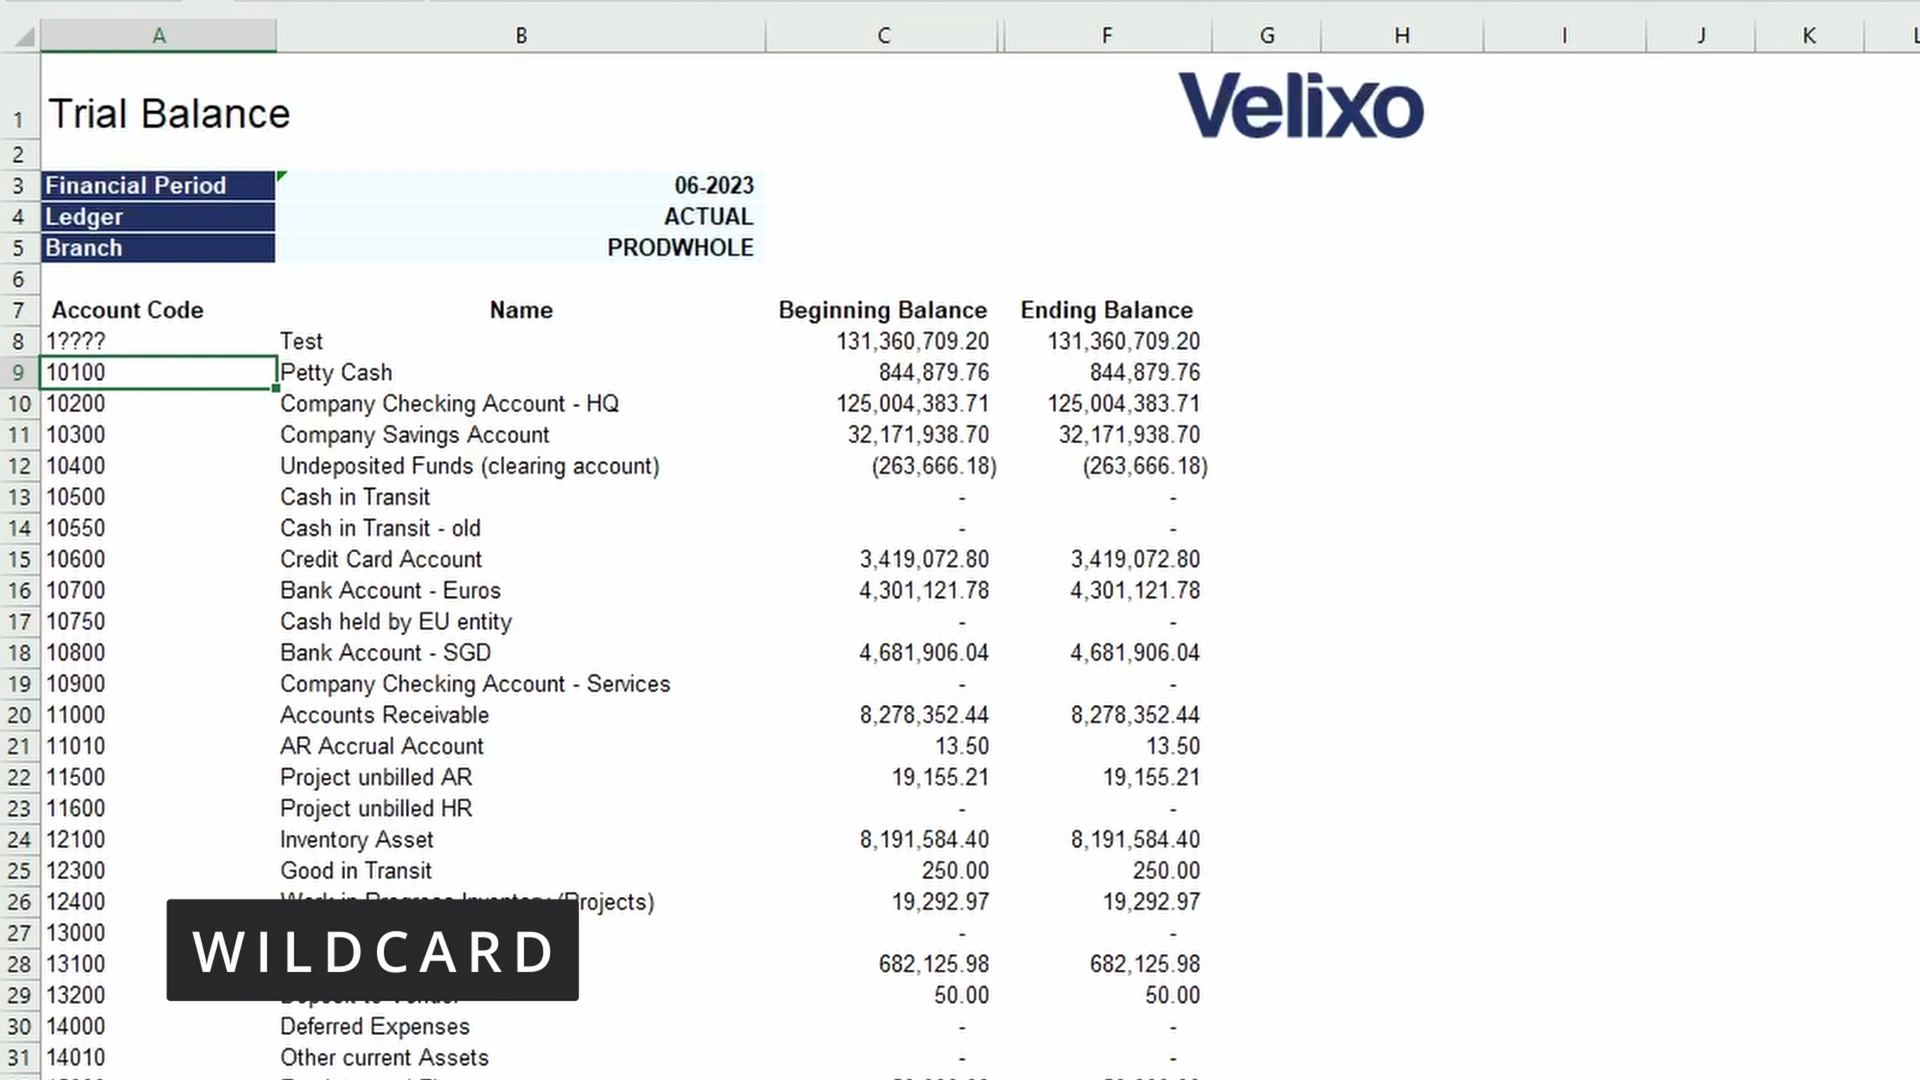 A B C F G H I J K L
1 Trial Balance Velixo
2
3 Financial Period 06-2023
4 Ledger ACTUAL
5 Branch PRODWHOLE
6
7 Account Code Name Beginning Balance Ending Balance
8 1???? Test 131,360,709.20 131,360,709.20
9 10100 Petty Cash 844,879.76 844,879.76
10 10200 Company Checking Account - HQ 125,004,383.71 125,004,383.71
11 10300 Company Savings Account 32,171,938.70 32,171,938.70
12 10400 Undeposited Funds (clearing account) (263,666.18) (263,666.18)
13 10500 Cash in Transit - -
14 10550 Cash in Transit - old - -
15 10600 Credit Card Account 3,419,072.80 3,419,072.80
16 10700 Bank Account - Euros 4,301,121.78 4,301,121.78
17 10750 Cash held by EU entity - -
18 10800 Bank Account - SGD 4,681,906.04 4,681,906.04
19 10900 Company Checking Account - Services - -
20 11000 Accounts Receivable 8,278,352.44 8,278,352.44
21 11010 AR Accrual Account 13.50 13.50
22 11500 Project unbilled AR 19,155.21 19,155.21
23 11600 Project unbilled HR - -
24 12100 Inventory Asset 8,191,584.40 8,191,584.40
25 12300 Good in Transit 250.00 250.00
26 12400 Work in Progress Inventory (Projects) 19,292.97 19,292.97
27 13000 - -
WILDCARD
28 13100 682,125.98 682,125.98
29 13200 Deposit to Vendor 50.00 50.00
30 14000 Deferred Expenses - -
31 14010 Other current Assets - -